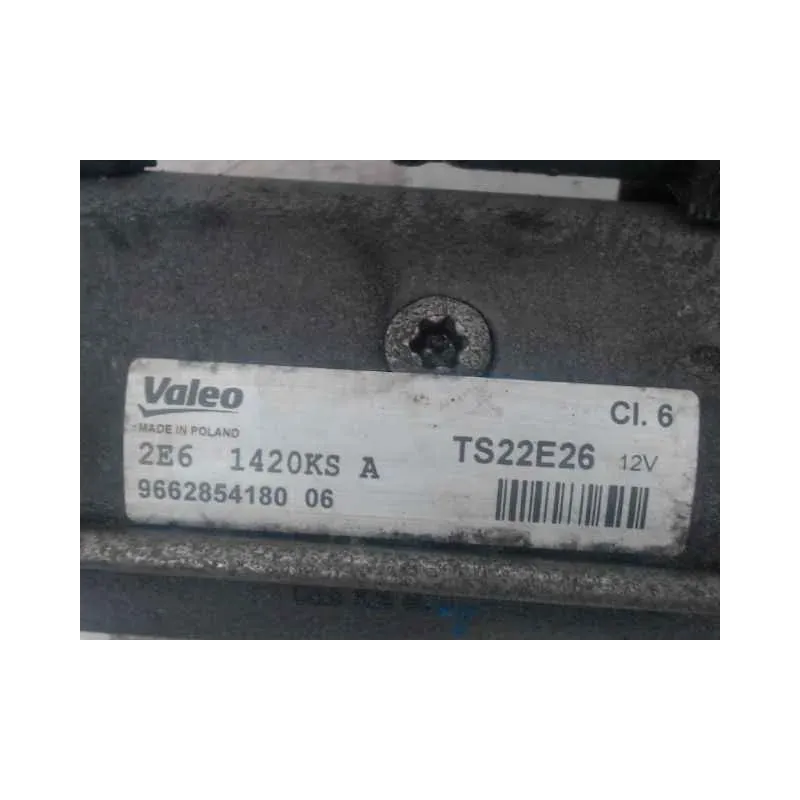 Valeo
MADE IN POLAND
Cl. 6
2E6 1420KS A
TS22E26 12V
9662854180 06